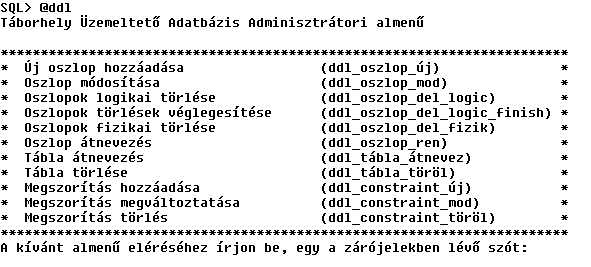 SQL> @ddl
Táborhely Üzemeltető Adatbázis Adminisztrátori almenű
***********************************************************************
*  Új oszlop hozzáadása                 (ddl_oszlop_új)               *
*  Oszlop módosítása                    (ddl_oszlop_mod)              *
*  Oszlopok logikai törlése             (ddl_oszlop_del_logic)        *
*  Oszlopok törlések véglegesítése      (ddl_oszlop_del_logic_finish) *
*  Oszlopok fizikai törlése             (ddl_oszlop_del_fizik)        *
*  Oszlop átnevezés                     (ddl_oszlop_ren)              *
*  Tábla átnevezés                      (ddl_tábla_átnevez)           *
*  Tábla törlése                        (ddl_tábla_töröl)             *
*  Megszorítás hozzáadása               (ddl_constraint_új)           *
*  Megszorítás megváltoztatása          (ddl_constraint_mod)          *
*  Megszorítás törlés                   (ddl_constraint_töröl)        *
***********************************************************************
A kívánt almenű eléréséhez írjon be, egy a zárójelekben lévő szót: